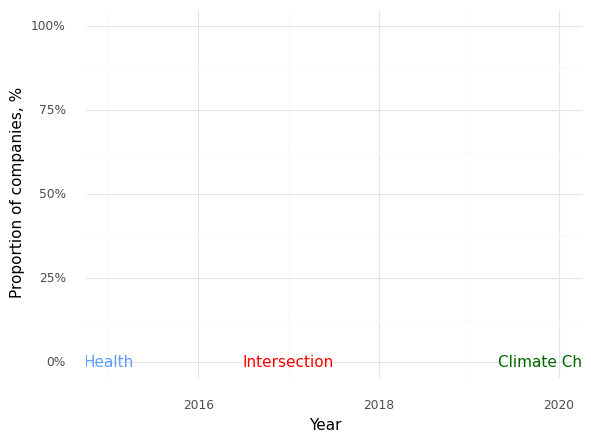 100%
75%
50%
25%
0%
Proportion of companies, %
Health
Intersection
Climate Ch
2016
2018
2020
Year